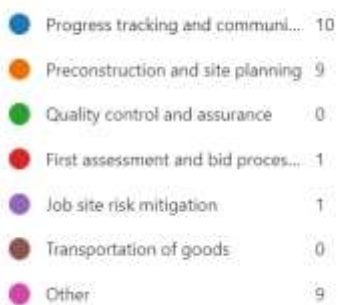 Progress tracking and communi... 10
Preconstruction and site planning 9
Quality control and assurance 0
First assessment and bid proces... 1
Job site risk mitigation 1
Transportation of goods 0
Other 9